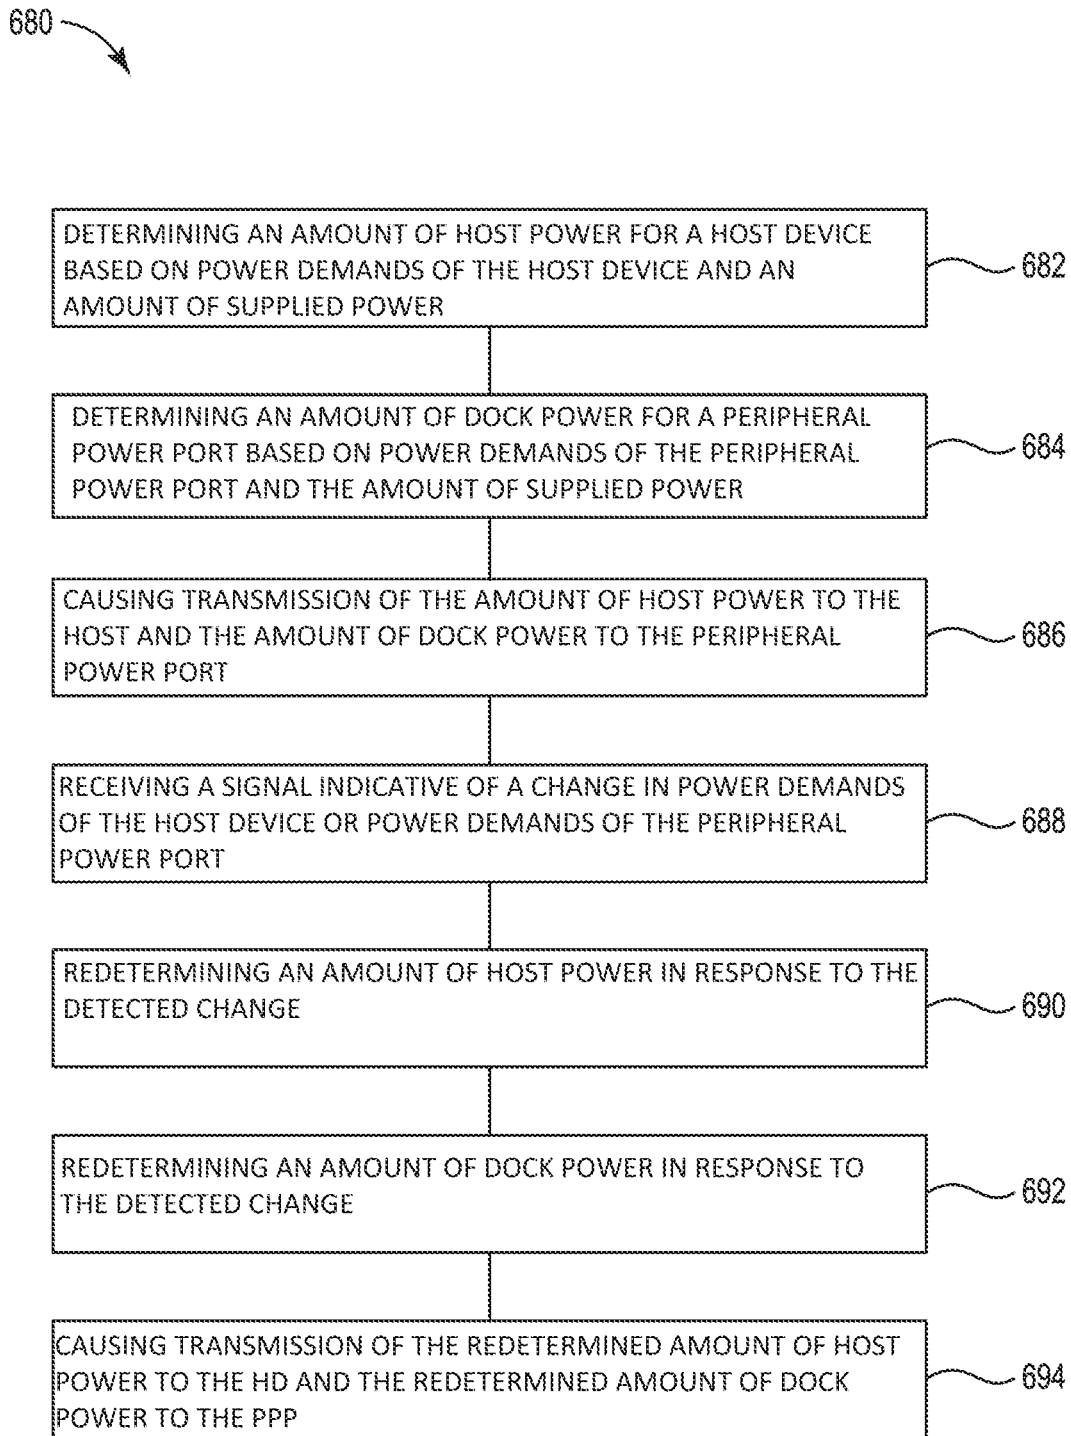 680
DETERMINING AN AMOUNT OF HOST POWER FOR A HOST DEVICE
BASED ON POWER DEMANDS OF THE HOST DEVICE AND AN
AMOUNT OF SUPPLIED POWER
682
DETERMINING AN AMOUNT OF DOCK POWER FOR A PERIPHERAL
POWER PORT BASED ON POWER DEMANDS OF THE PERIPHERAL
POWER PORT AND THE AMOUNT OF SUPPLIED POWER
684
CAUSING TRANSMISSION OF THE AMOUNT OF HOST POWER TO THE
HOST AND THE AMOUNT OF DOCK POWER TO THE PERIPHERAL
POWER PORT
686
RECEIVING A SIGNAL INDICATIVE OF A CHANGE IN POWER DEMANDS
OF THE HOST DEVICE OR POWER DEMANDS OF THE PERIPHERAL
POWER PORT
688
REDETERMINING AN AMOUNT OF HOST POWER IN RESPONSE TO THE
DETECTED CHANGE
690
REDETERMINING AN AMOUNT OF DOCK POWER IN RESPONSE TO
THE DETECTED CHANGE
692
CAUSING TRANSMISSION OF THE REDETERMINED AMOUNT OF HOST
POWER TO THE HD AND THE REDETERMINED AMOUNT OF DOCK
POWER TO THE PPP
694